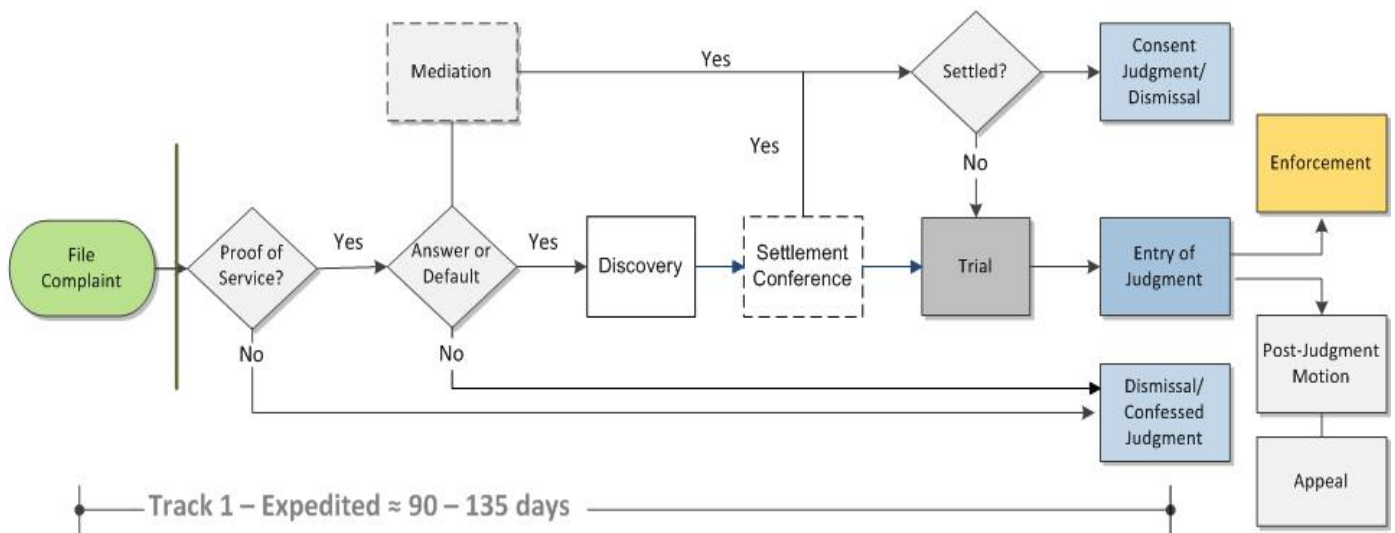 Mediation
Yes
Settled?
Consent
Judgment/
Dismissal
Yes
No
Enforcement
File
Complaint
Proof of
Service?
Yes
Answer or
Default
Yes
Discovery
Settlement
Conference
Trial
Entry of
Judgment
No
No
Dismissal/
Confessed
Judgment
Post-Judgment
Motion
Appeal
Track 1 – Expedited ≈ 90 – 135 days